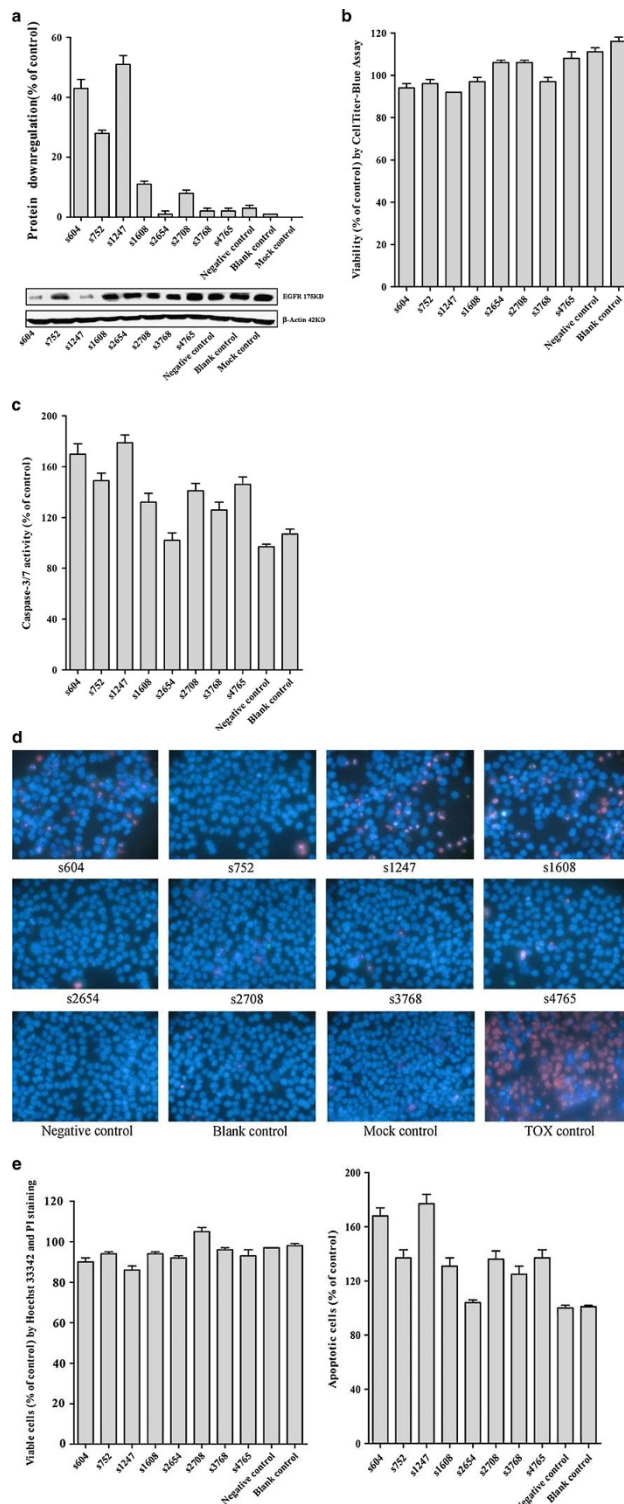 a
Protein downregulation(% of control)
60
40
20
0
s604
s752
s1247
s1608
s2654
s2708
s3768
s4765
Negative control
Blank control
Mock control
EGFR 175KD
β-Actin 42KD
s604
s752
s1247
s1608
s2654
s2708
s3768
s4765
Negative control
Blank control
Mock control
b
Viability (% of control) by Cell Titer-Blue Assay
120
100
80
60
40
20
0
s604
s752
s1247
s1608
s2654
s2708
s3768
s4765
Negative control
Blank control
c
Caspase-3/7 activity (% of control)
200
160
120
80
40
0
s604
s752
s1247
s1608
s2654
s2708
s3768
s4765
Negative control
Blank control
d
s604 s752 s1247 s1608
s2654 s2708 s3768 s4765
Negative control Blank control Mock control TOX control
e
Viable cells (% of control) by Hoechst 33342 and PI staining
120
100
80
60
40
20
0
s604
s752
s1247
s1608
s2654
s2708
s3768
s4765
Negative control
Blank control
Apoptotic cells (% of control)
200
160
120
80
40
0
s604
s752
s1247
s1608
s2654
s2708
s3768
s4765
Negative control
Blank control